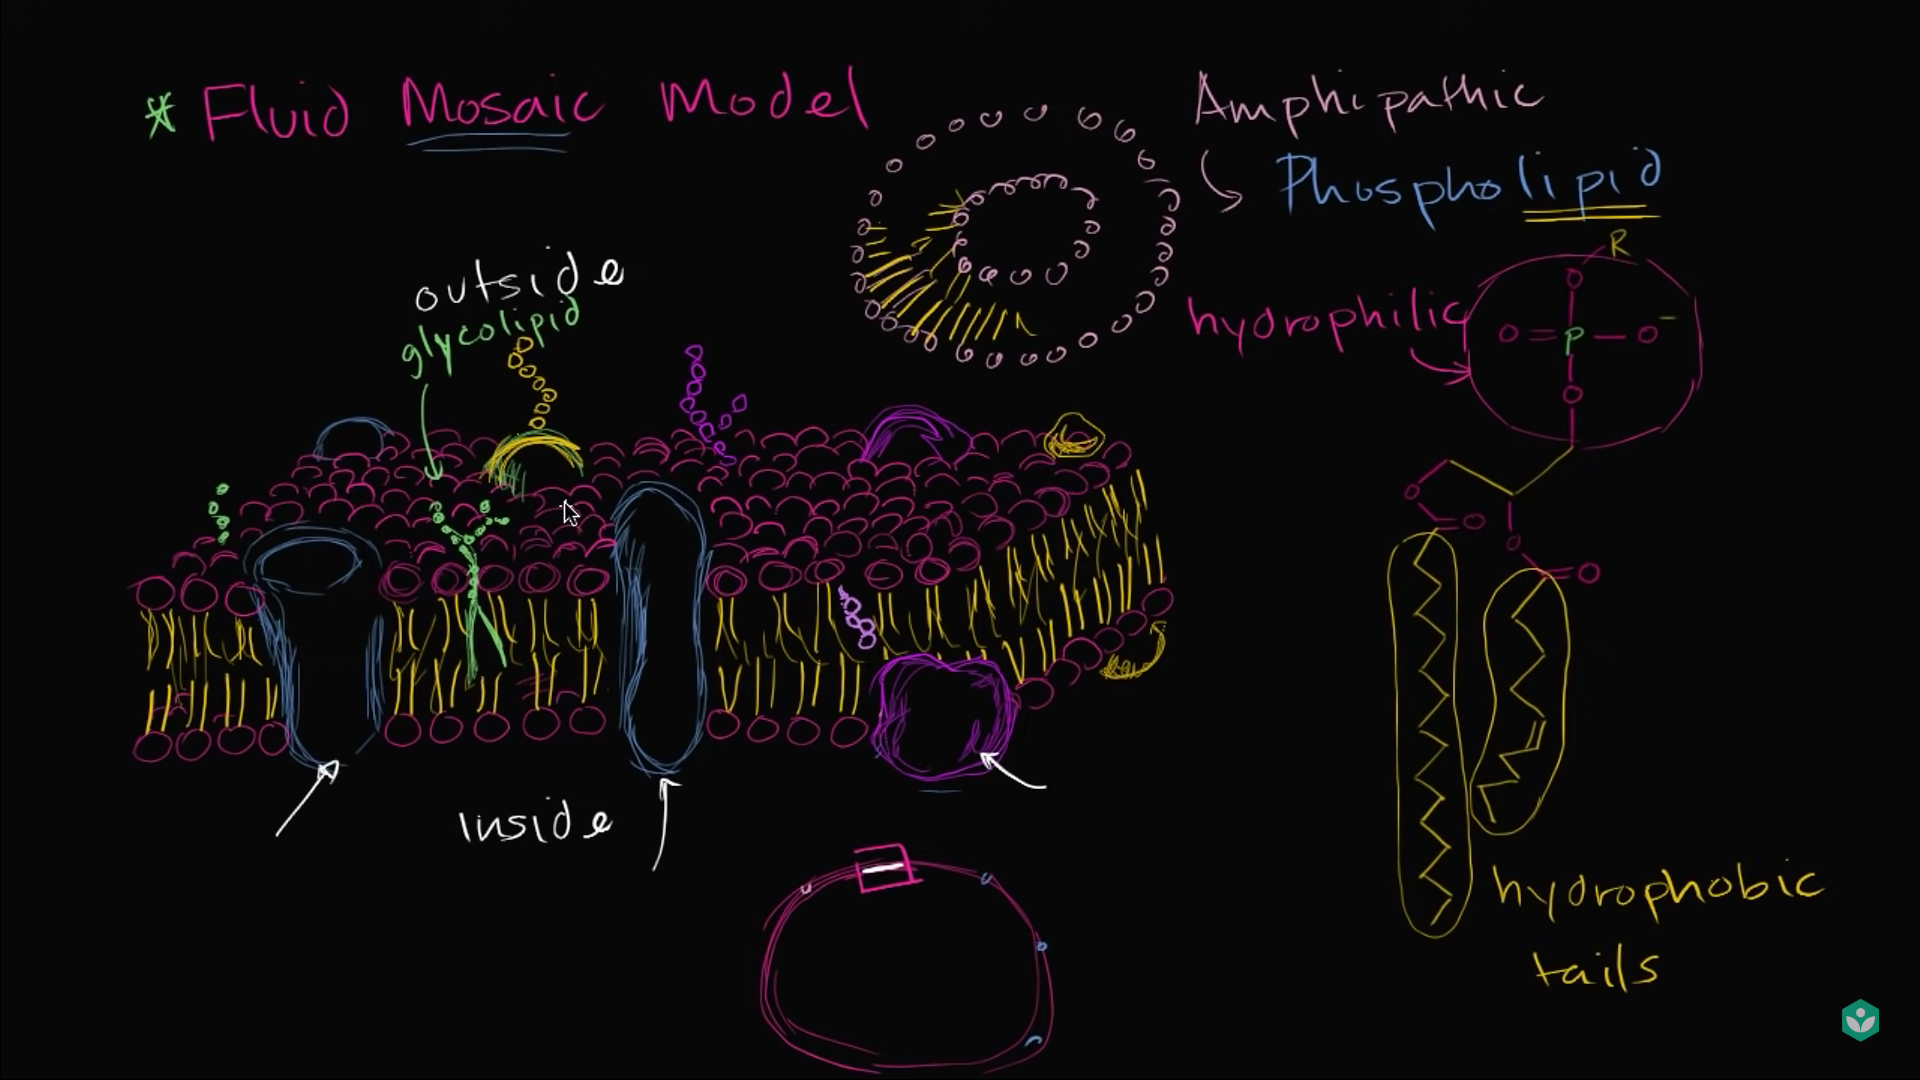 * Fluid Mosaic Model
Amphipathic
Phospholipid
R
O
hydrophilic
O=P-O⁻
O
outside
glycolipid
O
O
O
O
inside
hydrophobic
tails